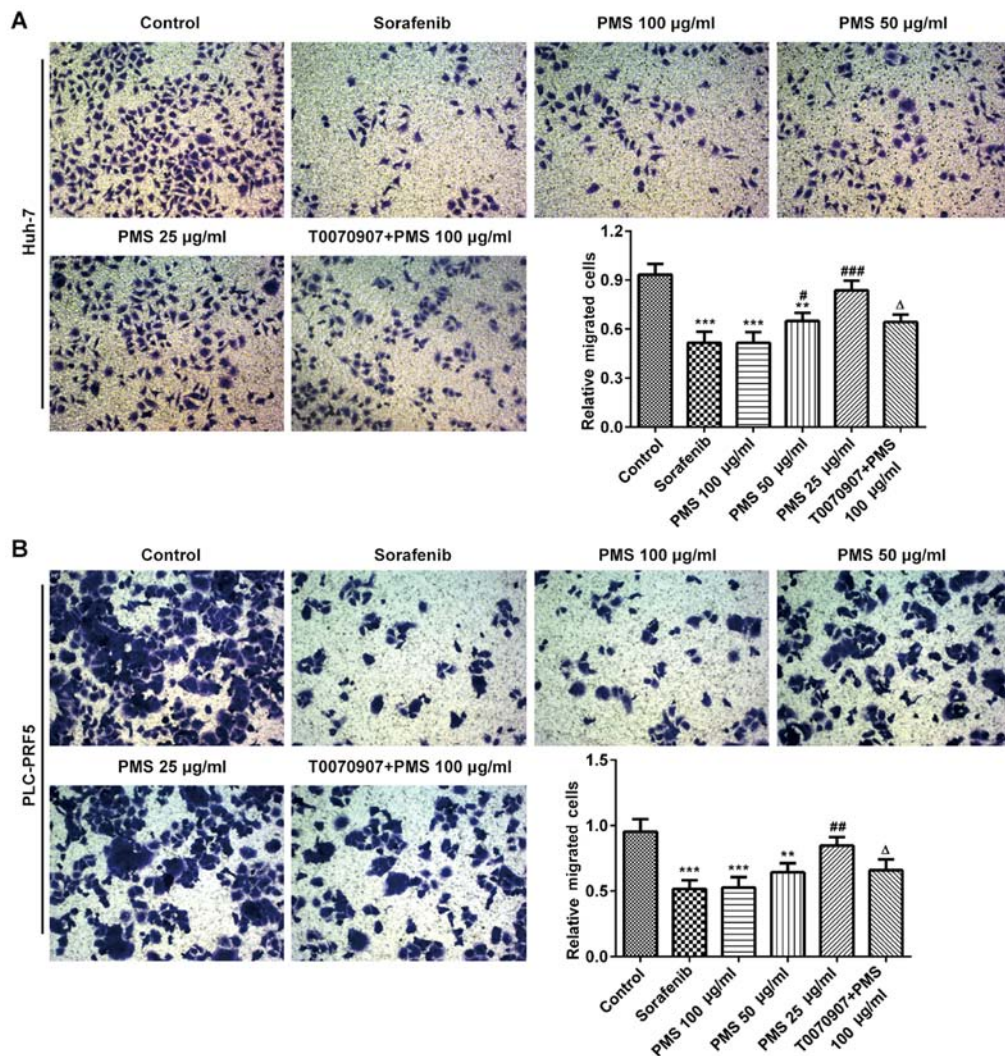 A
Control Sorafenib PMS 100 µg/ml PMS 50 µg/ml
Huh-7
PMS 25 µg/ml T0070907+PMS 100 µg/ml
Relative migrated cells
1.2
0.9
0.6
0.3
0.0
***
***
#
**
###
Δ
Control
Sorafenib
PMS 100 µg/ml
PMS 50 µg/ml
PMS 25 µg/ml
T0070907+PMS
100 µg/ml
B
Control Sorafenib PMS 100 µg/ml PMS 50 µg/ml
PLC-PRF5
PMS 25 µg/ml T0070907+PMS 100 µg/ml
Relative migrated cells
1.5
1.0
0.5
0.0
***
***
**
##
Δ
Control
Sorafenib
PMS 100 µg/ml
PMS 50 µg/ml
PMS 25 µg/ml
T0070907+PMS
100 µg/ml